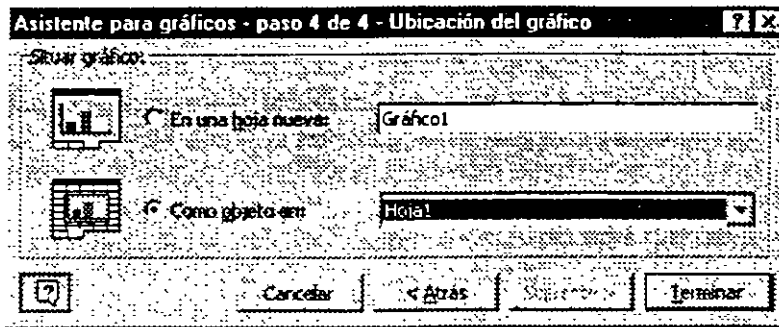 Asistente para gráficos - paso 4 de 4 - Ubicación del gráfico
Situar gráfico:
En una hoja nueva: Gráfico1
Como objeto en: Hoja1
Cancelar < Atrás Terminar